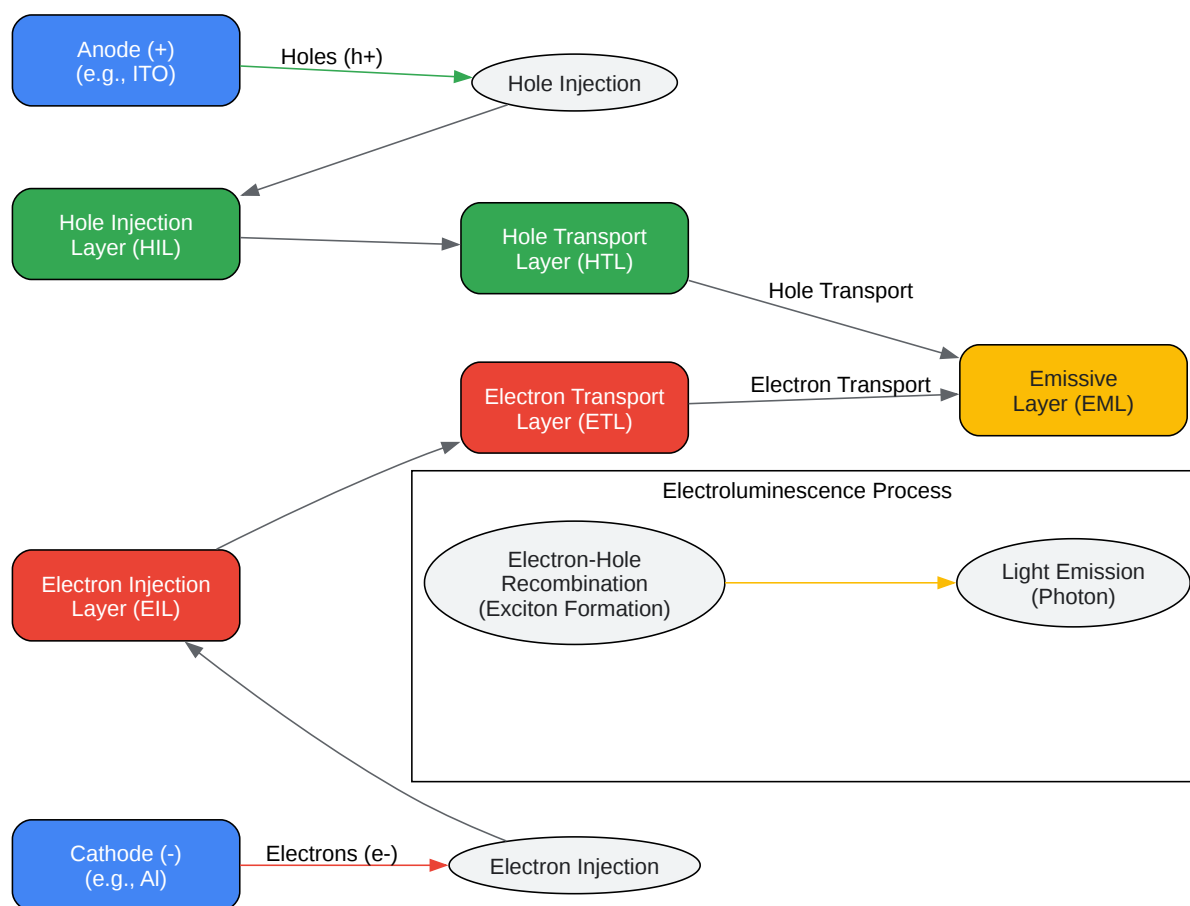 Anode (+)
(e.g., ITO)
Holes (h+)
Hole Injection
Hole Injection
Layer (HIL)
Hole Transport
Layer (HTL)
Hole Transport
Electron Transport
Layer (ETL)
Electron Transport
Emissive
Layer (EML)
Electroluminescence Process
Electron-Hole
Recombination
(Exciton Formation)
Light Emission
(Photon)
Electron Injection
Layer (EIL)
Cathode (-)
(e.g., Al)
Electrons (e-)
Electron Injection